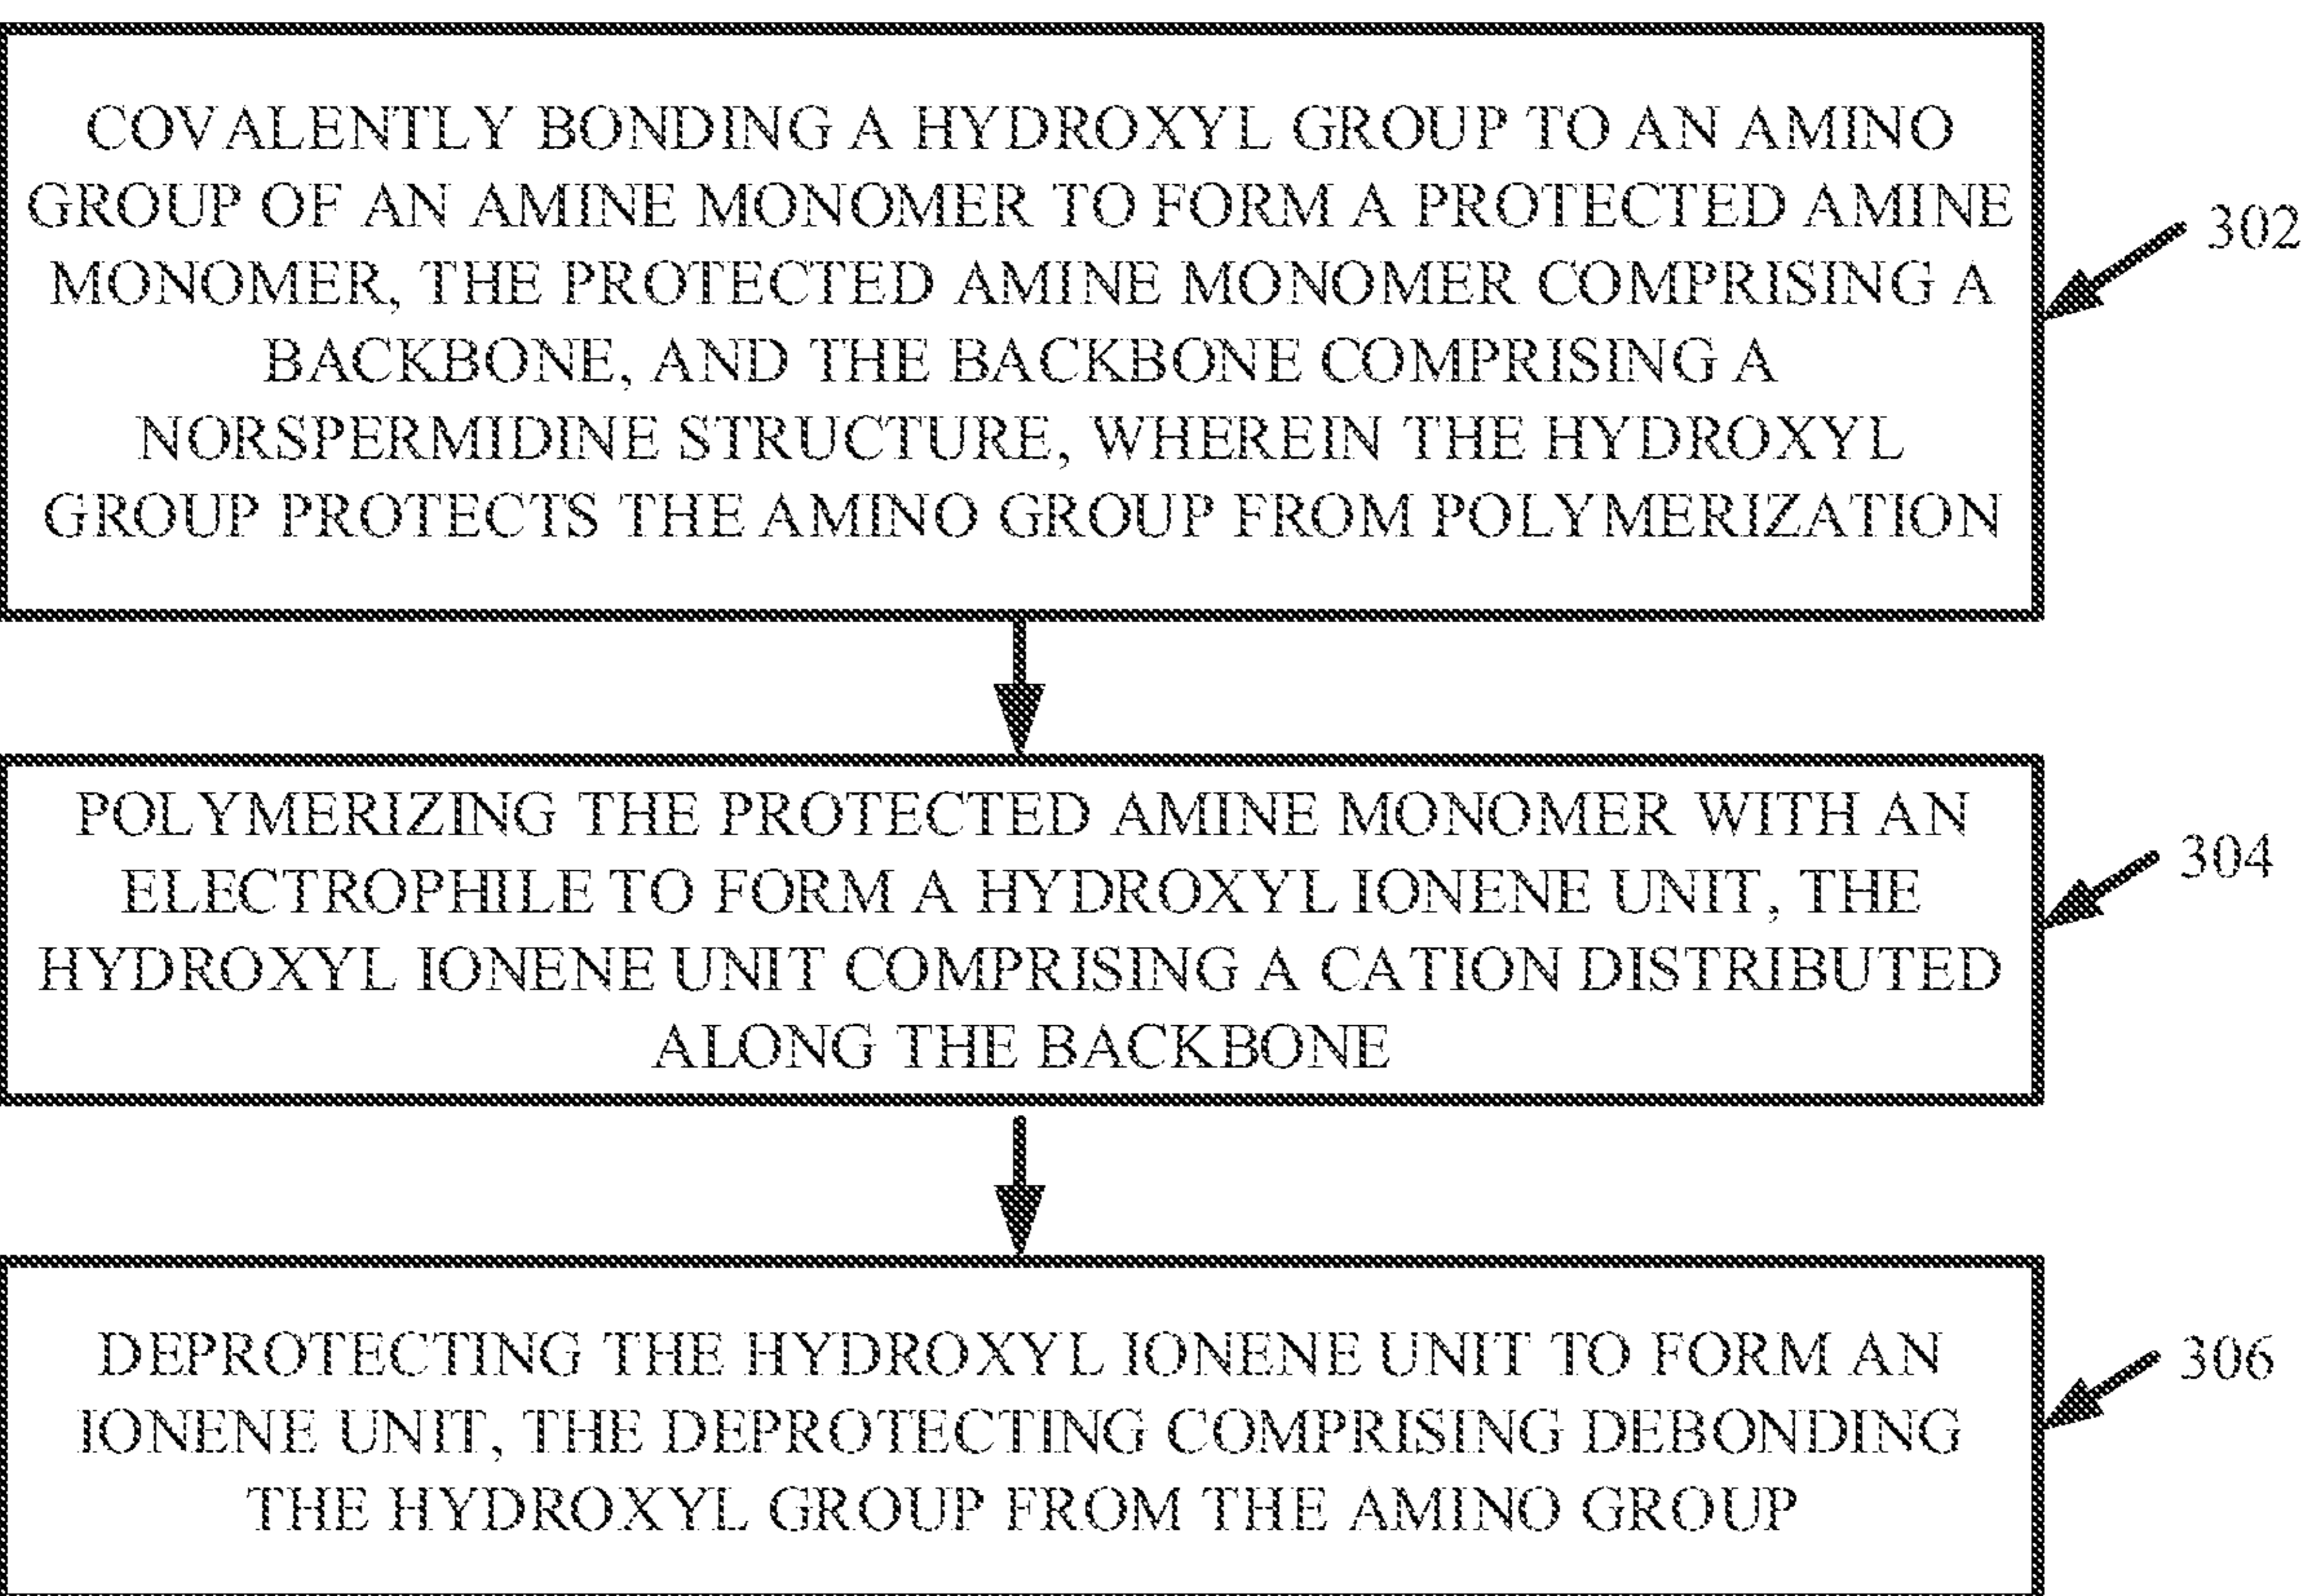 COVALENTLY BONDING A HYDROXYL GROUP TO AN AMINO
GROUP OF AN AMINE MONOMER TO FORM A PROTECTED AMINE
MONOMER, THE PROTECTED AMINE MONOMER COMPRISING A
BACKBONE, AND THE BACKBONE COMPRISING A
NORSPERMIDINE STRUCTURE, WHEREIN THE HYDROXYL
GROUP PROTECTS THE AMINO GROUP FROM POLYMERIZATION
302
POLYMERIZING THE PROTECTED AMINE MONOMER WITH AN
ELECTROPHILE TO FORM A HYDROXYL IONENE UNIT, THE
HYDROXYL IONENE UNIT COMPRISING A CATION DISTRIBUTED
ALONG THE BACKBONE
304
DEPROTECTING THE HYDROXYL IONENE UNIT TO FORM AN
IONENE UNIT, THE DEPROTECTING COMPRISING DEBONDING
THE HYDROXYL GROUP FROM THE AMINO GROUP
306